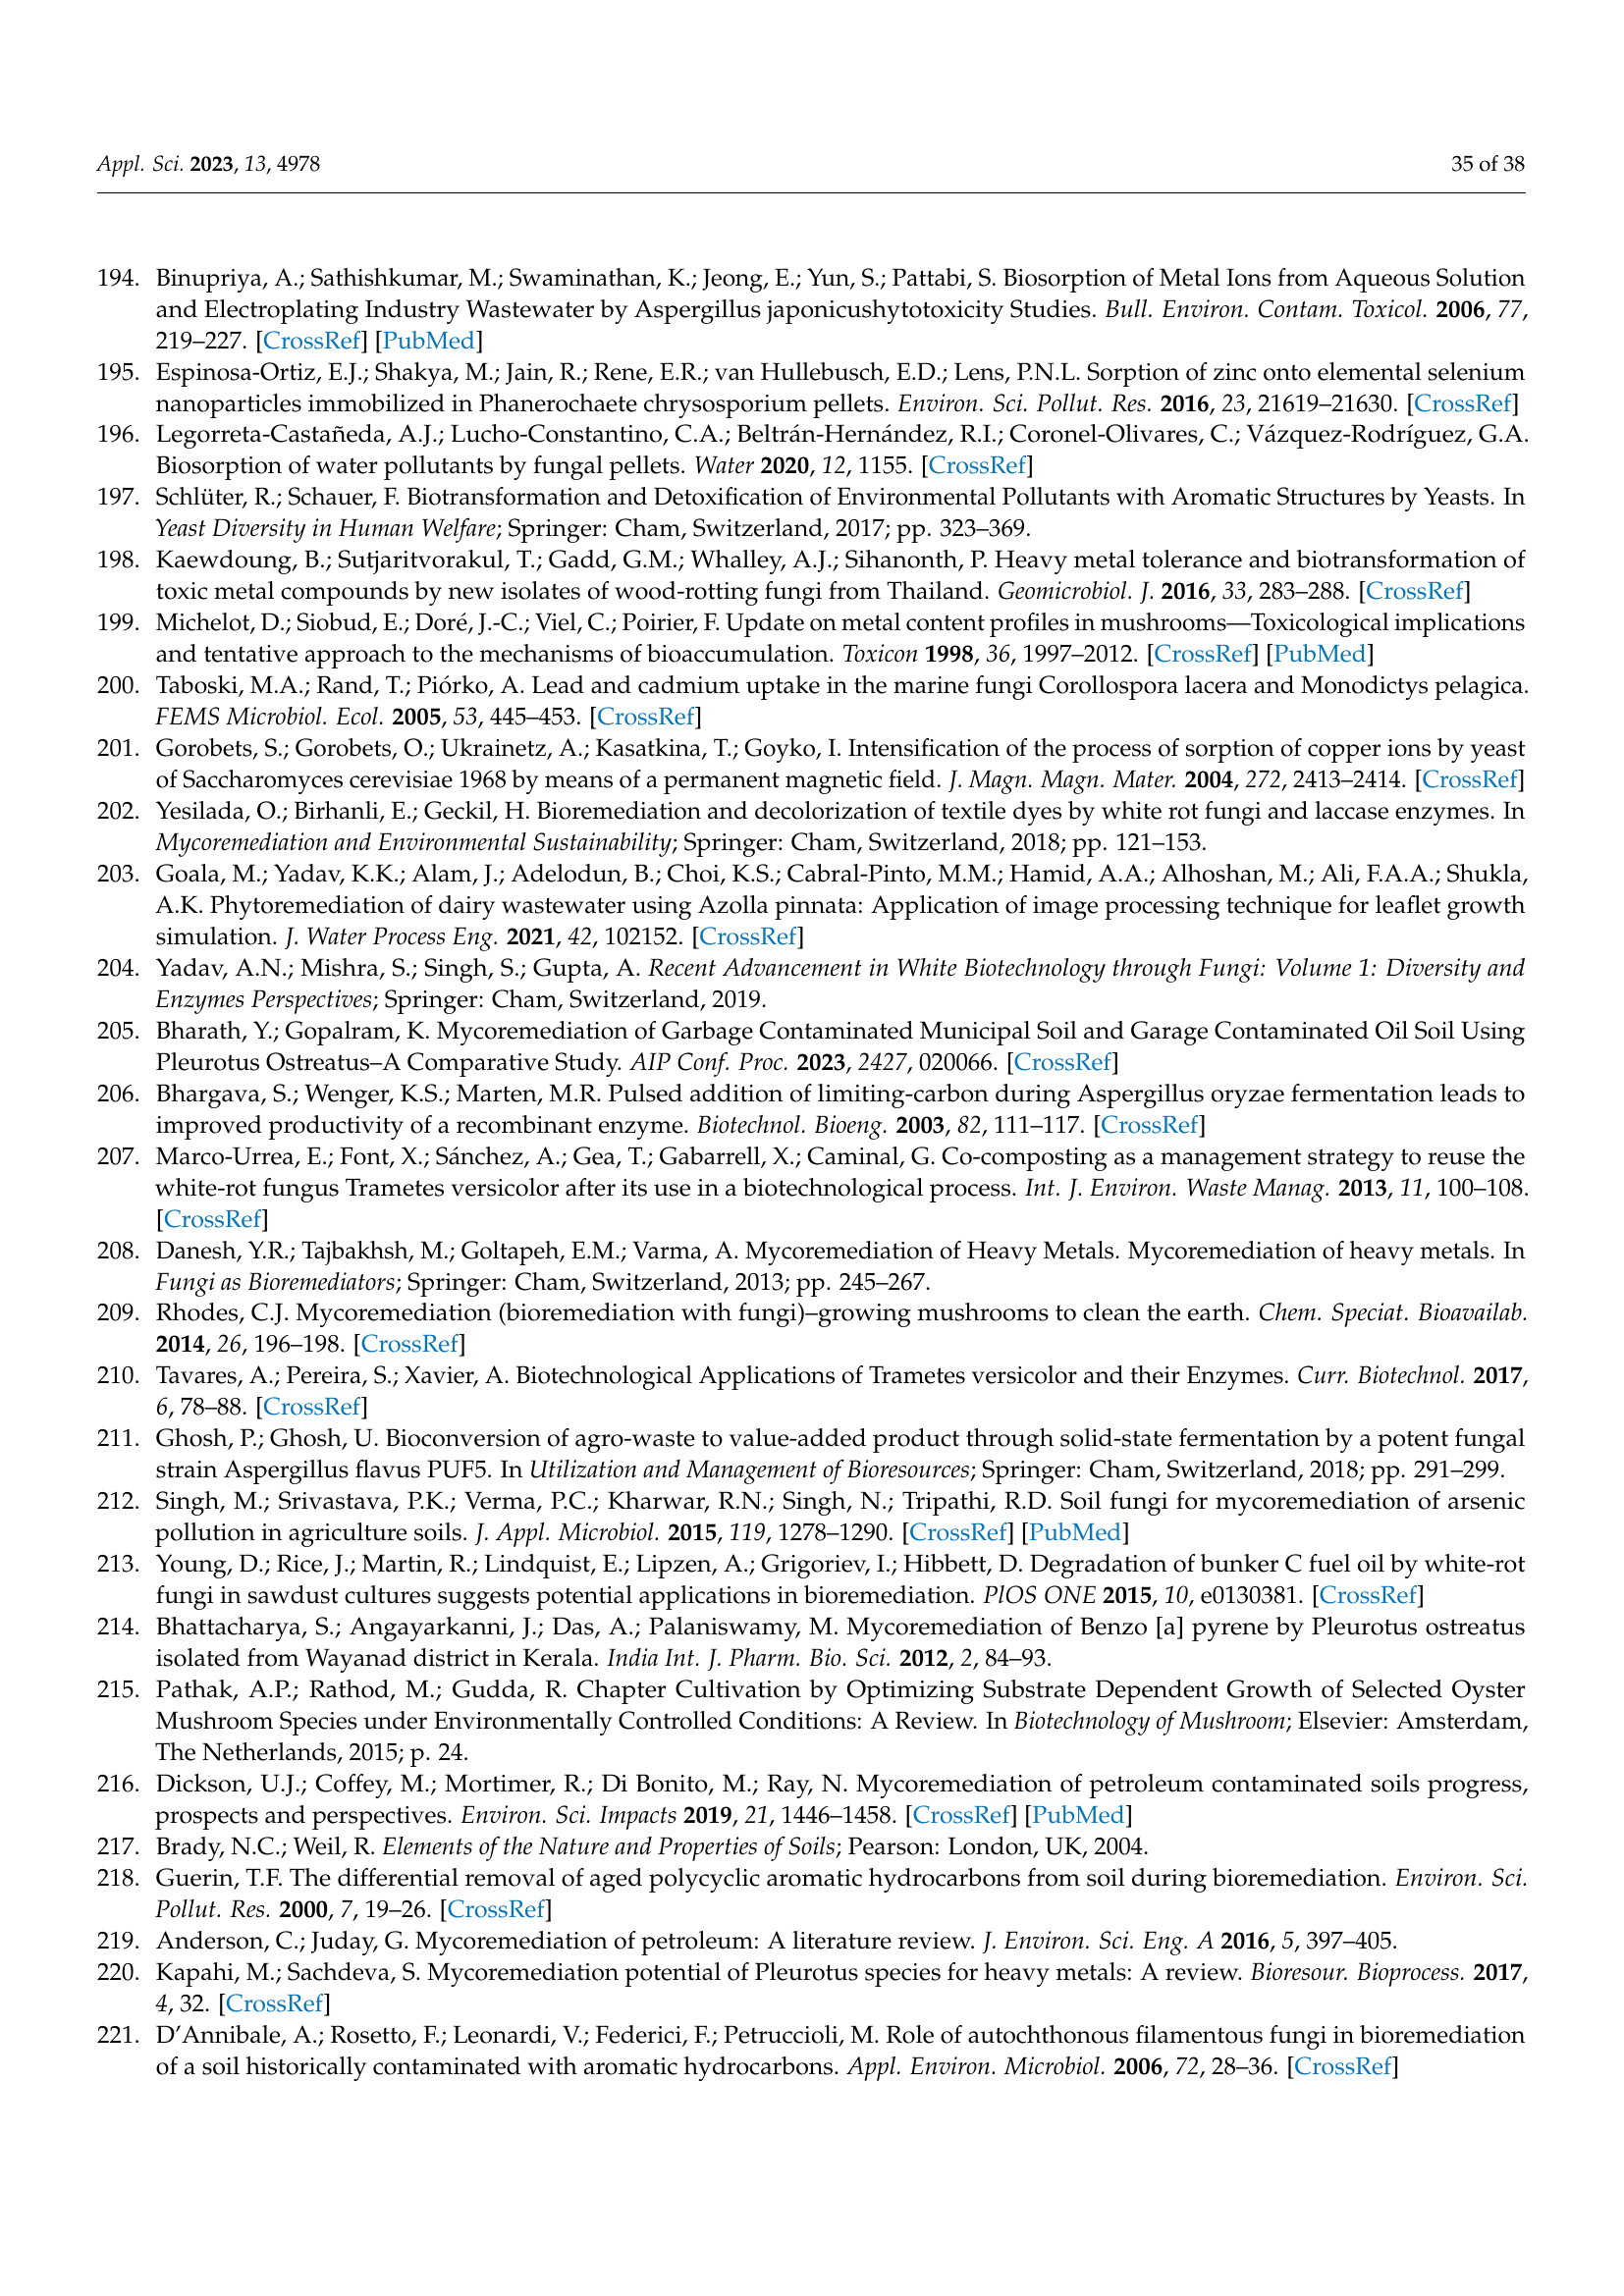 Appl. Sci. 2023, 13, 4978
35 of 38
194. Binupriya, A.; Sathishkumar, M.; Swaminathan, K.; Jeong, E.; Yun, S.; Pattabi, S. Biosorption of Metal Ions from Aqueous Solution
and Electroplating Industry Wastewater by Aspergillus japonicushytotoxicity Studies. Bull. Environ. Contam. Toxicol. 2006, 77,
219–227. [CrossRef] [PubMed]
195. Espinosa-Ortiz, E.J.; Shakya, M.; Jain, R.; Rene, E.R.; van Hullebusch, E.D.; Lens, P.N.L. Sorption of zinc onto elemental selenium
nanoparticles immobilized in Phanerochaete chrysosporium pellets. Environ. Sci. Pollut. Res. 2016, 23, 21619–21630. [CrossRef]
196. Legorreta-Castañeda, A.J.; Lucho-Constantino, C.A.; Beltrán-Hernández, R.I.; Coronel-Olivares, C.; Vázquez-Rodríguez, G.A.
Biosorption of water pollutants by fungal pellets. Water 2020, 12, 1155. [CrossRef]
197. Schlüter, R.; Schauer, F. Biotransformation and Detoxification of Environmental Pollutants with Aromatic Structures by Yeasts. In
Yeast Diversity in Human Welfare; Springer: Cham, Switzerland, 2017; pp. 323–369.
198. Kaewdoung, B.; Sutjaritvorakul, T.; Gadd, G.M.; Whalley, A.J.; Sihanonth, P. Heavy metal tolerance and biotransformation of
toxic metal compounds by new isolates of wood-rotting fungi from Thailand. Geomicrobiol. J. 2016, 33, 283–288. [CrossRef]
199. Michelot, D.; Siobud, E.; Doré, J.-C.; Viel, C.; Poirier, F. Update on metal content profiles in mushrooms—Toxicological implications
and tentative approach to the mechanisms of bioaccumulation. Toxicon 1998, 36, 1997–2012. [CrossRef] [PubMed]
200. Taboski, M.A.; Rand, T.; Piórko, A. Lead and cadmium uptake in the marine fungi Corollospora lacera and Monodictys pelagica.
FEMS Microbiol. Ecol. 2005, 53, 445–453. [CrossRef]
201. Gorobets, S.; Gorobets, O.; Ukrainetz, A.; Kasatkina, T.; Goyko, I. Intensification of the process of sorption of copper ions by yeast
of Saccharomyces cerevisiae 1968 by means of a permanent magnetic field. J. Magn. Magn. Mater. 2004, 272, 2413–2414. [CrossRef]
202. Yesilada, O.; Birhanli, E.; Geckil, H. Bioremediation and decolorization of textile dyes by white rot fungi and laccase enzymes. In
Mycoremediation and Environmental Sustainability; Springer: Cham, Switzerland, 2018; pp. 121–153.
203. Goala, M.; Yadav, K.K.; Alam, J.; Adelodun, B.; Choi, K.S.; Cabral-Pinto, M.M.; Hamid, A.A.; Alhoshan, M.; Ali, F.A.A.; Shukla,
A.K. Phytoremediation of dairy wastewater using Azolla pinnata: Application of image processing technique for leaflet growth
simulation. J. Water Process Eng. 2021, 42, 102152. [CrossRef]
204. Yadav, A.N.; Mishra, S.; Singh, S.; Gupta, A. Recent Advancement in White Biotechnology through Fungi: Volume 1: Diversity and
Enzymes Perspectives; Springer: Cham, Switzerland, 2019.
205. Bharath, Y.; Gopalram, K. Mycoremediation of Garbage Contaminated Municipal Soil and Garage Contaminated Oil Soil Using
Pleurotus Ostreatus–A Comparative Study. AIP Conf. Proc. 2023, 2427, 020066. [CrossRef]
206. Bhargava, S.; Wenger, K.S.; Marten, M.R. Pulsed addition of limiting-carbon during Aspergillus oryzae fermentation leads to
improved productivity of a recombinant enzyme. Biotechnol. Bioeng. 2003, 82, 111–117. [CrossRef]
207. Marco-Urrea, E.; Font, X.; Sánchez, A.; Gea, T.; Gabarrell, X.; Caminal, G. Co-composting as a management strategy to reuse the
white-rot fungus Trametes versicolor after its use in a biotechnological process. Int. J. Environ. Waste Manag. 2013, 11, 100–108.
[CrossRef]
208. Danesh, Y.R.; Tajbakhsh, M.; Goltapeh, E.M.; Varma, A. Mycoremediation of Heavy Metals. Mycoremediation of heavy metals. In
Fungi as Bioremediators; Springer: Cham, Switzerland, 2013; pp. 245–267.
209. Rhodes, C.J. Mycoremediation (bioremediation with fungi)–growing mushrooms to clean the earth. Chem. Speciat. Bioavailab.
2014, 26, 196–198. [CrossRef]
210. Tavares, A.; Pereira, S.; Xavier, A. Biotechnological Applications of Trametes versicolor and their Enzymes. Curr. Biotechnol. 2017,
6, 78–88. [CrossRef]
211. Ghosh, P.; Ghosh, U. Bioconversion of agro-waste to value-added product through solid-state fermentation by a potent fungal
strain Aspergillus flavus PUF5. In Utilization and Management of Bioresources; Springer: Cham, Switzerland, 2018; pp. 291–299.
212. Singh, M.; Srivastava, P.K.; Verma, P.C.; Kharwar, R.N.; Singh, N.; Tripathi, R.D. Soil fungi for mycoremediation of arsenic
pollution in agriculture soils. J. Appl. Microbiol. 2015, 119, 1278–1290. [CrossRef] [PubMed]
213. Young, D.; Rice, J.; Martin, R.; Lindquist, E.; Lipzen, A.; Grigoriev, I.; Hibbett, D. Degradation of bunker C fuel oil by white-rot
fungi in sawdust cultures suggests potential applications in bioremediation. PlOS ONE 2015, 10, e0130381. [CrossRef]
214. Bhattacharya, S.; Angayarkanni, J.; Das, A.; Palaniswamy, M. Mycoremediation of Benzo [a] pyrene by Pleurotus ostreatus
isolated from Wayanad district in Kerala. India Int. J. Pharm. Bio. Sci. 2012, 2, 84–93.
215. Pathak, A.P.; Rathod, M.; Gudda, R. Chapter Cultivation by Optimizing Substrate Dependent Growth of Selected Oyster
Mushroom Species under Environmentally Controlled Conditions: A Review. In Biotechnology of Mushroom; Elsevier: Amsterdam,
The Netherlands, 2015; p. 24.
216. Dickson, U.J.; Coffey, M.; Mortimer, R.; Di Bonito, M.; Ray, N. Mycoremediation of petroleum contaminated soils progress,
prospects and perspectives. Environ. Sci. Impacts 2019, 21, 1446–1458. [CrossRef] [PubMed]
217. Brady, N.C.; Weil, R. Elements of the Nature and Properties of Soils; Pearson: London, UK, 2004.
218. Guerin, T.F. The differential removal of aged polycyclic aromatic hydrocarbons from soil during bioremediation. Environ. Sci.
Pollut. Res. 2000, 7, 19–26. [CrossRef]
219. Anderson, C.; Juday, G. Mycoremediation of petroleum: A literature review. J. Environ. Sci. Eng. A 2016, 5, 397–405.
220. Kapahi, M.; Sachdeva, S. Mycoremediation potential of Pleurotus species for heavy metals: A review. Bioresour. Bioprocess. 2017,
4, 32. [CrossRef]
221. D’Annibale, A.; Rosetto, F.; Leonardi, V.; Federici, F.; Petruccioli, M. Role of autochthonous filamentous fungi in bioremediation
of a soil historically contaminated with aromatic hydrocarbons. Appl. Environ. Microbiol. 2006, 72, 28–36. [CrossRef]